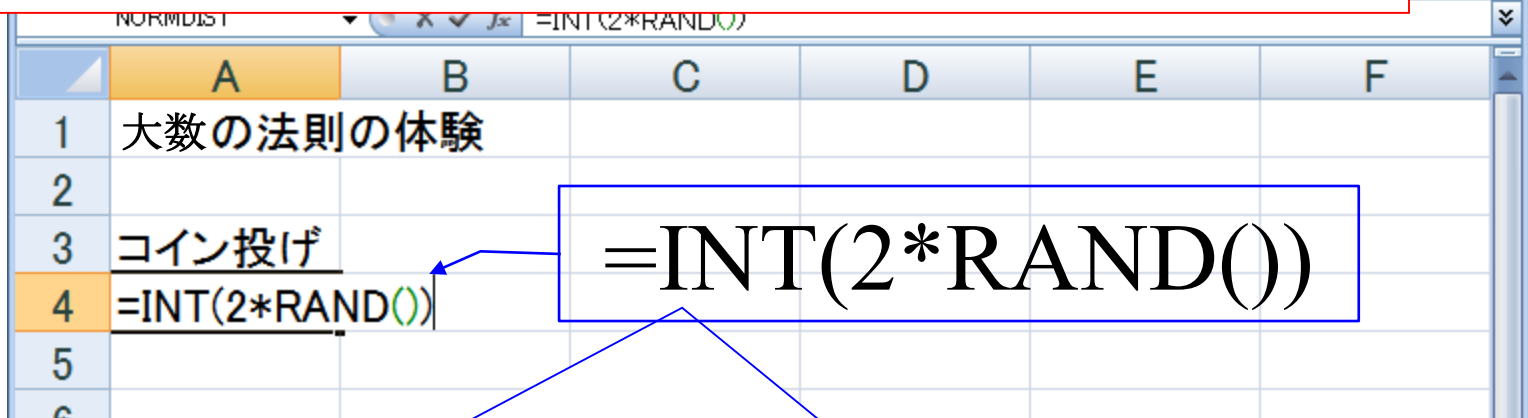 NORMDIST =INT(2*RAND())
A B C D E F
1 大数の法則の体験
2
3 コイン投げ
=INT(2*RAND())
4 =INT(2*RAND())
5
6